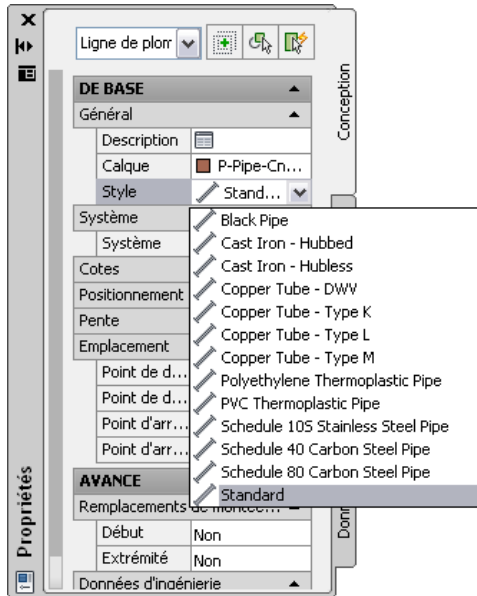 Ligne de plom
Conception
DE BASE
Général
Description
Calque P-Pipe-Cn...
Style Stand...
Système
Système
Cotes
Positionnement
Pente
Emplacement
Point de d...
Point de d...
Point d'arr...
Point d'arr...
Black Pipe
Cast Iron - Hubbed
Cast Iron - Hubless
Copper Tube - DWV
Copper Tube - Type K
Copper Tube - Type L
Copper Tube - Type M
Polyethylene Thermoplastic Pipe
PVC Thermoplastic Pipe
Schedule 10S Stainless Steel Pipe
Schedule 40 Carbon Steel Pipe
Schedule 80 Carbon Steel Pipe
Standard
AVANCE
Remplacements de montée...
Début Non
Extrémité Non
Données d'ingénierie
Propriétés